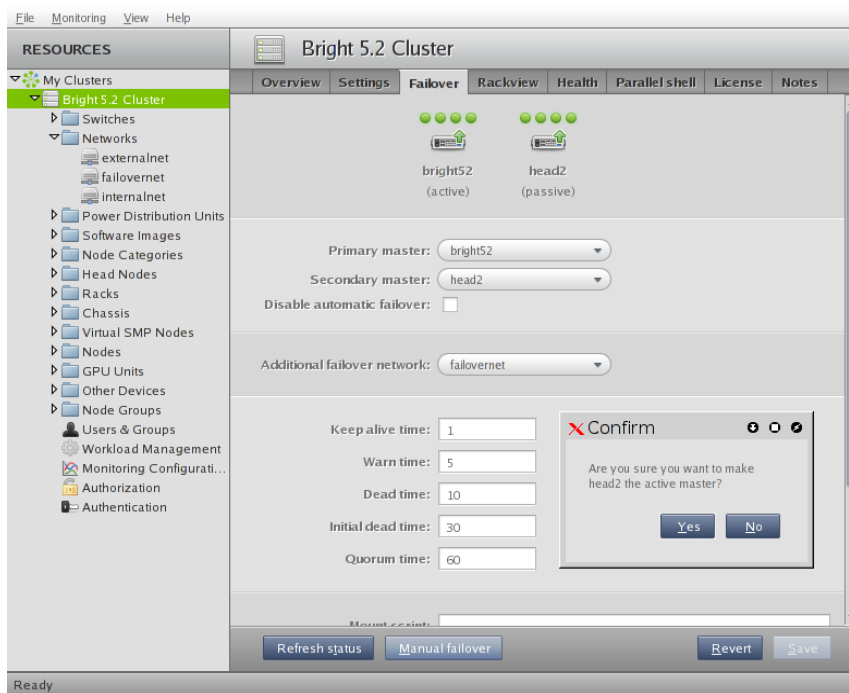 File Monitoring View Help
RESOURCES
Bright 5.2 Cluster
My Clusters
Bright 5.2 Cluster
Switches
Networks
externalnet
failovernet
internalnet
Power Distribution Units
Software Images
Node Categories
Head Nodes
Racks
Chassis
Virtual SMP Nodes
Nodes
GPU Units
Other Devices
Node Groups
Users & Groups
Workload Management
Monitoring Configurati...
Authorization
Authentication
Overview Settings Failover Rackview Health Parallel shell License Notes
bright52 head2
(active) (passive)
Primary master: bright52
Secondary master: head2
Disable automatic failover:
Additional failover network: failovernet
Keep alive time: 1
Warn time: 5
Dead time: 10
Initial dead time: 30
Quorum time: 60
Confirm
Are you sure you want to make
head2 the active master?
Yes No
Mount script:
Refresh status Manual failover Revert Save
Ready